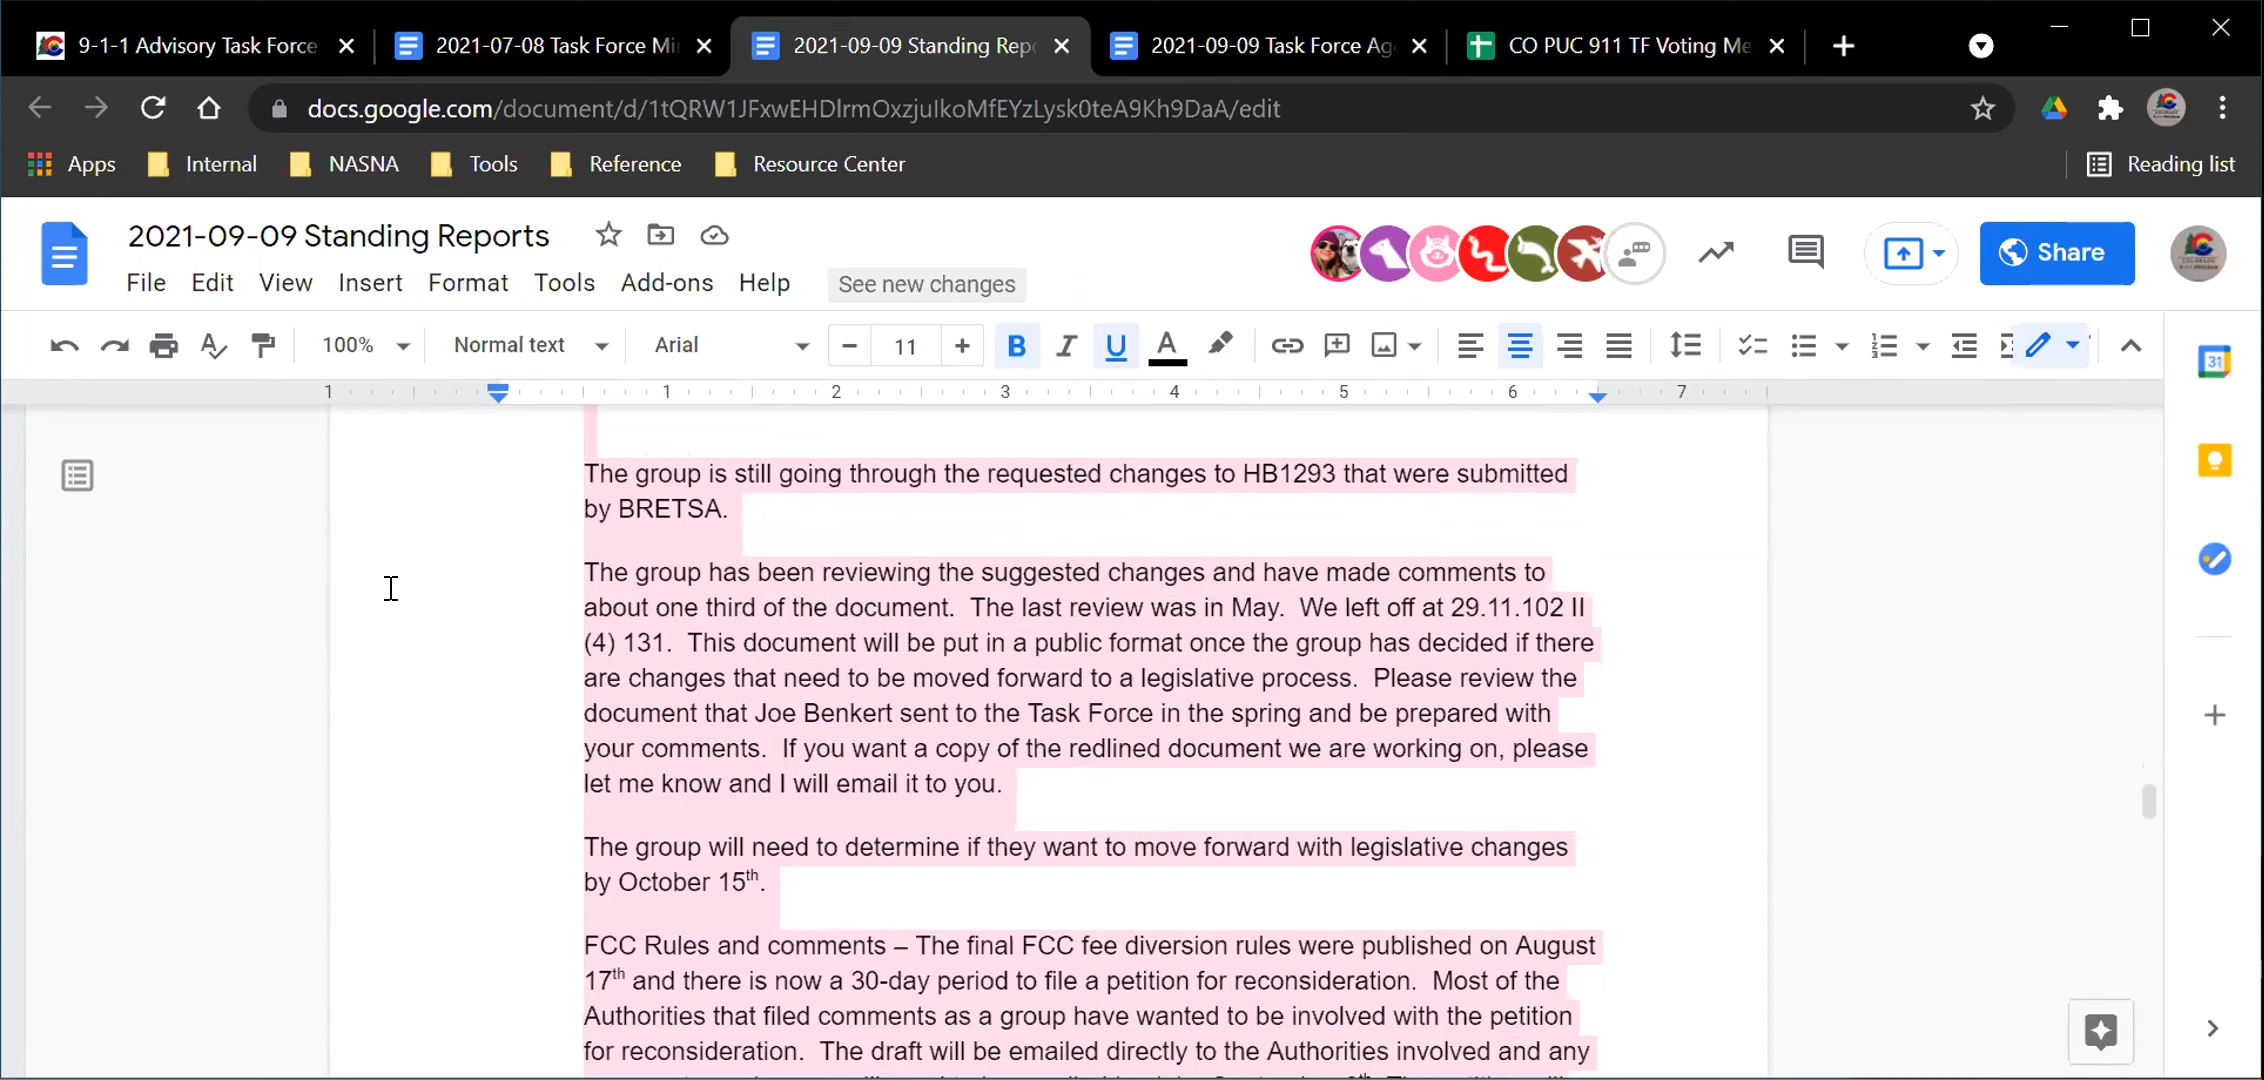 9-1-1 Advisory Task Force
2021-07-08 Task Force Mi
2021-09-09 Standing Rep
2021-09-09 Task Force Ag
CO PUC 911 TF Voting Me
docs.google.com/document/d/1tQRW1JFxwEHDlrmOxzjuIkoMfEYzLysk0teA9Kh9DaA/edit
Apps Internal NASNA Tools Reference Resource Center Reading list
2021-09-09 Standing Reports
File Edit View Insert Format Tools Add-ons Help See new changes
Share
100% Normal text Arial 11 B I U A
1 1 2 3 4 5 6 7
31
The group is still going through the requested changes to HB1293 that were submitted
by BRETSA.
The group has been reviewing the suggested changes and have made comments to
about one third of the document. The last review was in May. We left off at 29.11.102 II
(4) 131. This document will be put in a public format once the group has decided if there
are changes that need to be moved forward to a legislative process. Please review the
document that Joe Benkert sent to the Task Force in the spring and be prepared with
your comments. If you want a copy of the redlined document we are working on, please
let me know and I will email it to you.
The group will need to determine if they want to move forward with legislative changes
by October 15th.
FCC Rules and comments – The final FCC fee diversion rules were published on August
17th and there is now a 30-day period to file a petition for reconsideration. Most of the
Authorities that filed comments as a group have wanted to be involved with the petition
for reconsideration. The draft will be emailed directly to the Authorities involved and any